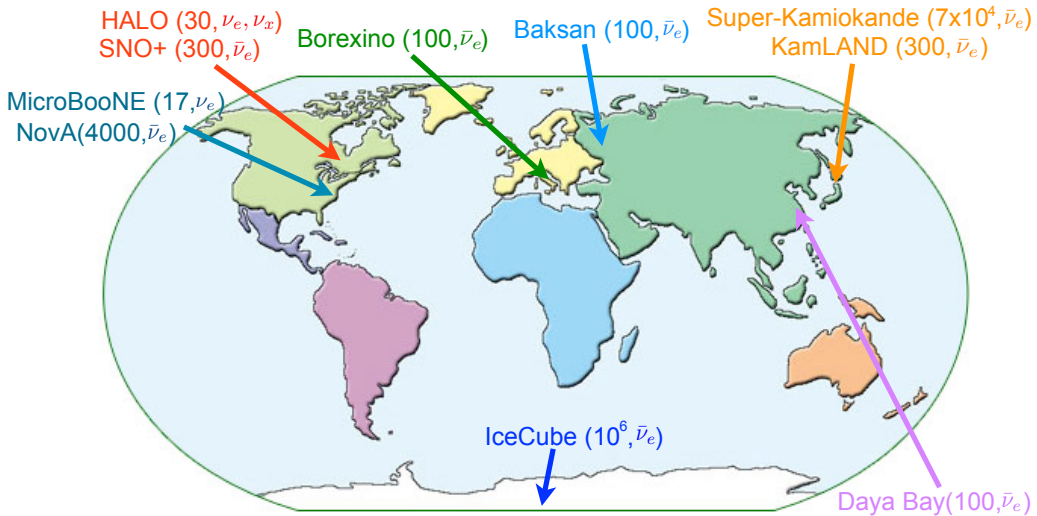 HALO (30, νₑ, νₓ)
SNO+ (300, ν̄ₑ)
MicroBooNE (17, νₑ)
NovA(4000, ν̄ₑ)
Borexino (100, ν̄ₑ)
Baksan (100, ν̄ₑ)
Super-Kamiokande (7x10⁴, ν̄ₑ)
KamLAND (300, ν̄ₑ)
IceCube (10⁶, ν̄ₑ)
Daya Bay(100, ν̄ₑ)